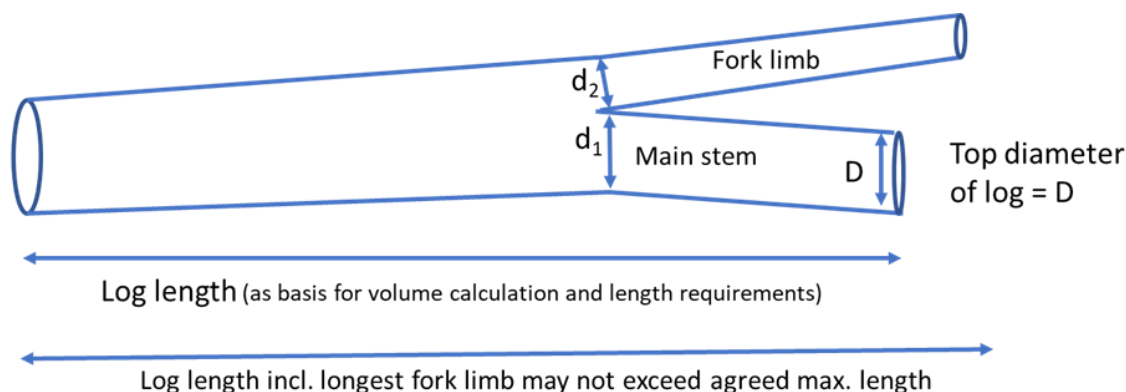 Fork limb
d2
d1
Main stem
D
Top diameter
of log = D
Log length (as basis for volume calculation and length requirements)
Log length incl. longest fork limb may not exceed agreed max. length